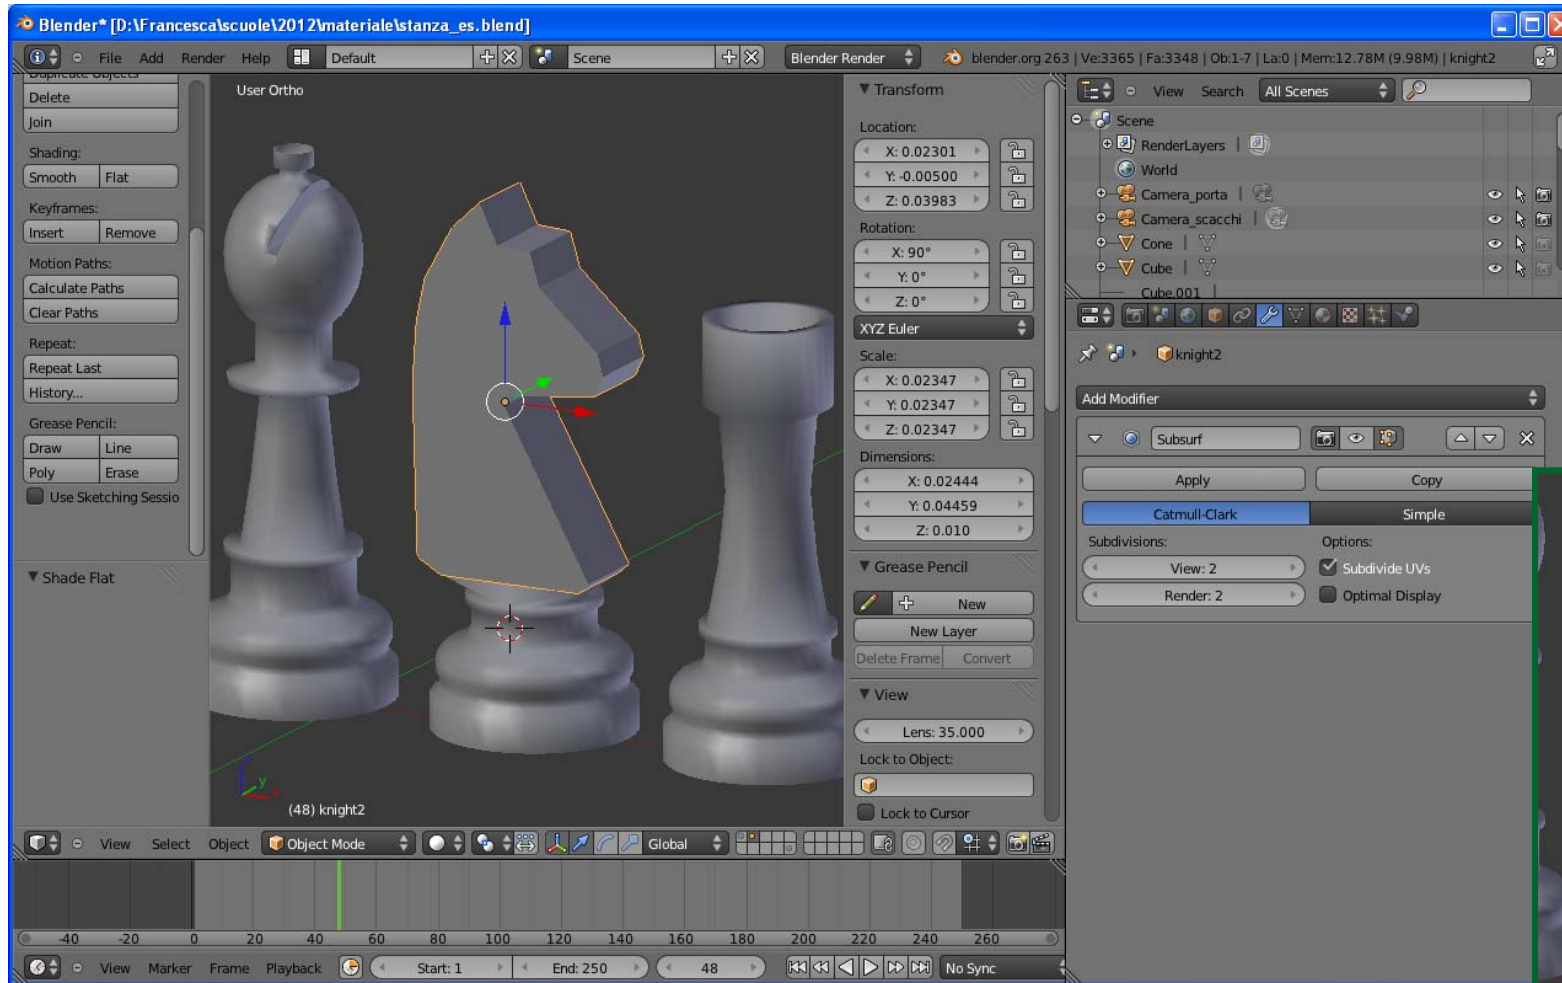 Blender* [D:\Francesca\scuole\2012\materiale\stanza_es.blend]
File Add Render Help Default Scene Blender Render blender.org 263 | Ve:3365 | Fa:3348 | Ob:1-7 | La:0 | Mem:12.78M (9.98M) | knight2
Duplicate Objects
Delete
Join
Shading:
Smooth Flat
Keyframes:
Insert Remove
Motion Paths:
Calculate Paths
Clear Paths
Repeat:
Repeat Last
History...
Grease Pencil:
Draw Line
Poly Erase
Use Sketching Sessio
Shade Flat
User Ortho
(48) knight2
Transform
Location:
X: 0.02301
Y: -0.00500
Z: 0.03983
Rotation:
X: 90°
Y: 0°
Z: 0°
XYZ Euler
Scale:
X: 0.02347
Y: 0.02347
Z: 0.02347
Dimensions:
X: 0.02444
Y: 0.04459
Z: 0.010
Grease Pencil
New
New Layer
Delete Frame Convert
View
Lens: 35.000
Lock to Object:
Lock to Cursor
View Search All Scenes
Scene
RenderLayers |
World
Camera_porta |
Camera_scacchi |
Cone |
Cube |
Cube.001 |
knight2
Add Modifier
Subsurf
Apply Copy
Catmull-Clark Simple
Subdivisions: Options:
View: 2 Subdivide UVs
Render: 2 Optimal Display
View Select Object Object Mode Global
-40 -20 0 20 40 60 80 100 120 140 160 180 200 220 240 260
View Marker Frame Playback Start: 1 End: 250 48 No Sync
x y